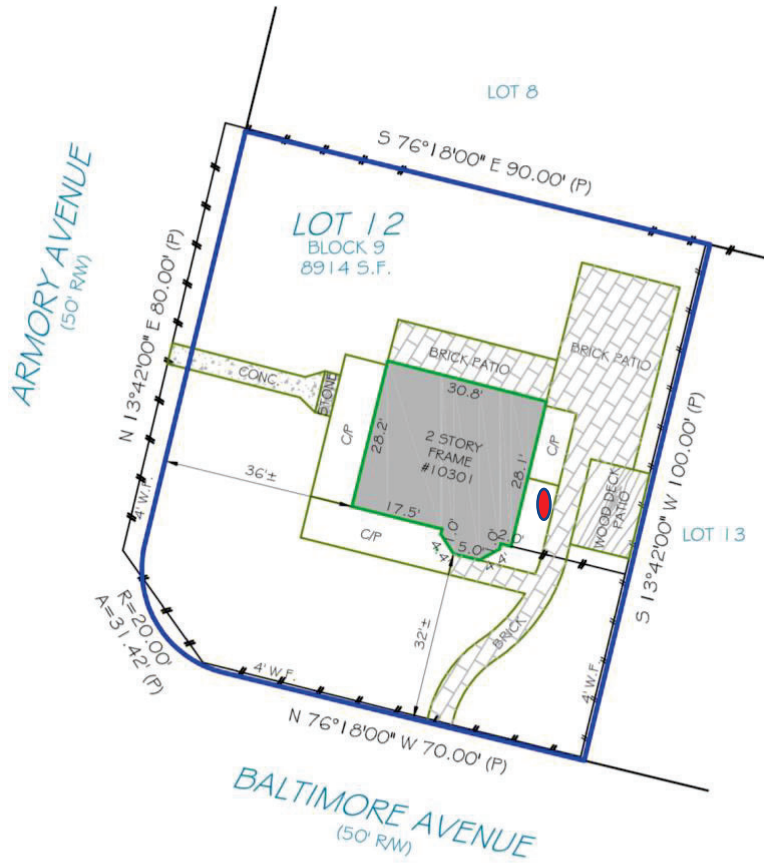 LOT 8
S 76°18'00" E 90.00' (P)
ARMORY AVENUE
(50' R/W)
N 13°42'00" E 80.00' (P)
LOT 12
BLOCK 9
8914 S.F.
BRICK PATIO
BRICK PATIO
CONC.
STONE
C/P
30.8'
28.2'
2 STORY
FRAME
#10301
28.1'
C/P
S 13°42'00" W 100.00' (P)
WOOD DECK
PATIO
LOT 13
36'±
17.5'
C/P
4.4'
5.0'
4.4'
2.0'
4' W.F.
R=20.00'
A=31.42' (P)
32'±
BRICK
4' W.F.
4' W.F.
N 76°18'00" W 70.00' (P)
BALTIMORE AVENUE
(50' R/W)